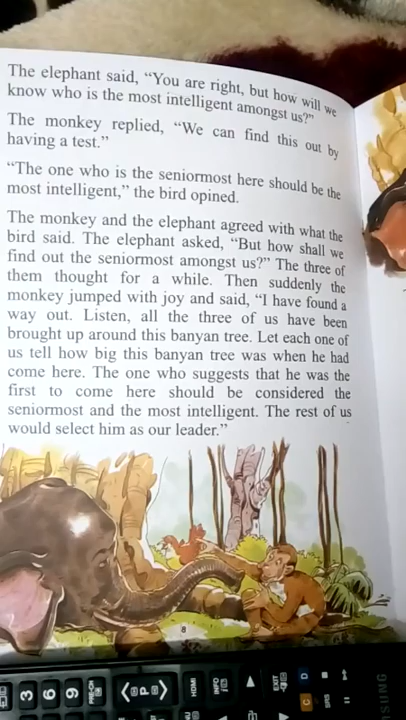 The elephant said, “You are right, but how will we
know who is the most intelligent amongst us?”
The monkey replied, “We can find this out by
having a test.”
“The one who is the seniormost here should be the
most intelligent,” the bird opined.
The monkey and the elephant agreed with what the
bird said. The elephant asked, “But how shall we
find out the seniormost amongst us?” The three of
them thought for a while. Then suddenly the
monkey jumped with joy and said, “I have found a
way out. Listen, all the three of us have been
brought up around this banyan tree. Let each one of
us tell how big this banyan tree was when he had
come here. The one who suggests that he was the
first to come here should be considered the
seniormost and the most intelligent. The rest of us
would select him as our leader.”
8
3
6
9
PRE-CH
P
HDMI
INFO
EXIT
C
D
SAMSUNG